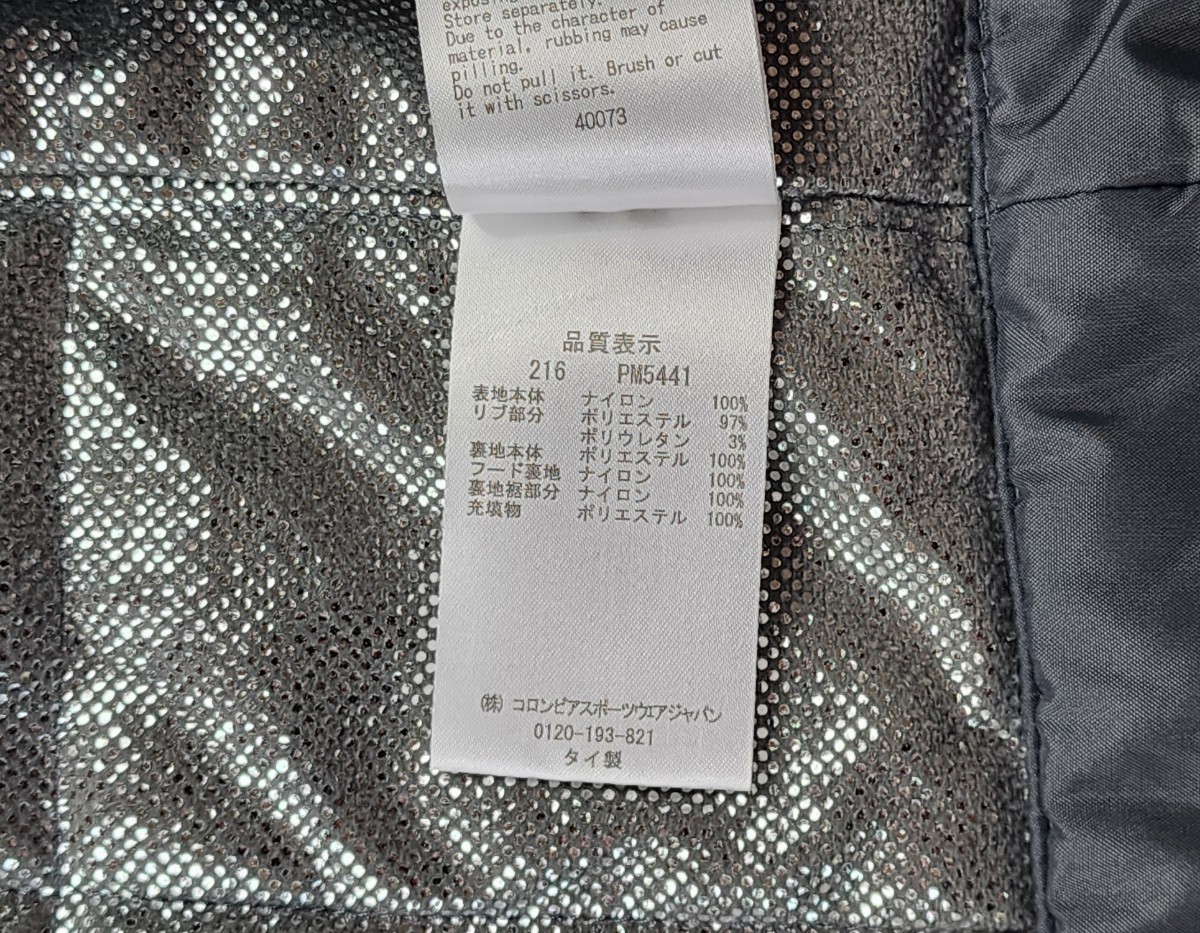 Store separately.
Due to the character of
material, rubbing may cause
pilling.
Do not pull it. Brush or cut
it with scissors.
40073
品質表示
216 PM5441
表地本体 ナイロン 100%
リブ部分 ポリエステル 97%
ポリウレタン 3%
裏地本体 ポリエステル 100%
フード裏地 ナイロン 100%
裏地裾部分 ナイロン 100%
充填物 ポリエステル 100%
㈱ コロンビアスポーツウエアジャパン
0120-193-821
タイ製